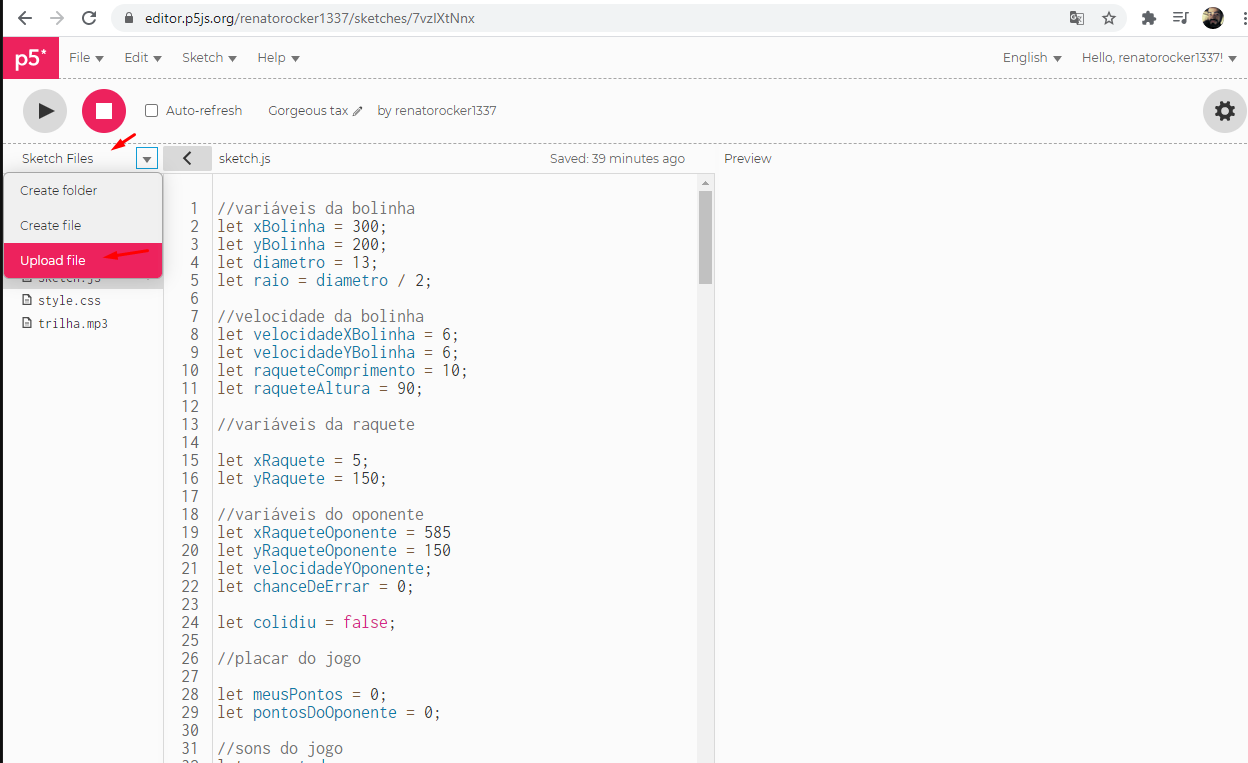 editor.p5js.org/renatorocker1337/sketches/7vzlXtNnx
p5* File Edit Sketch Help English Hello, renatorocker1337!
Auto-refresh Gorgeous tax by renatorocker1337
Sketch Files sketch.js Saved: 39 minutes ago Preview
Create folder
Create file
Upload file
sketch.js
style.css
trilha.mp3
1 //variáveis da bolinha
2 let xBolinha = 300;
3 let yBolinha = 200;
4 let diametro = 13;
5 let raio = diametro / 2;
6
7 //velocidade da bolinha
8 let velocidadeXBolinha = 6;
9 let velocidadeYBolinha = 6;
10 let raqueteComprimento = 10;
11 let raqueteAltura = 90;
12
13 //variáveis da raquete
14
15 let xRaquete = 5;
16 let yRaquete = 150;
17
18 //variáveis do oponente
19 let xRaqueteOponente = 585
20 let yRaqueteOponente = 150
21 let velocidadeYOponente;
22 let chanceDeErrar = 0;
23
24 let colidiu = false;
25
26 //placar do jogo
27
28 let meusPontos = 0;
29 let pontosDoOponente = 0;
30
31 //sons do jogo